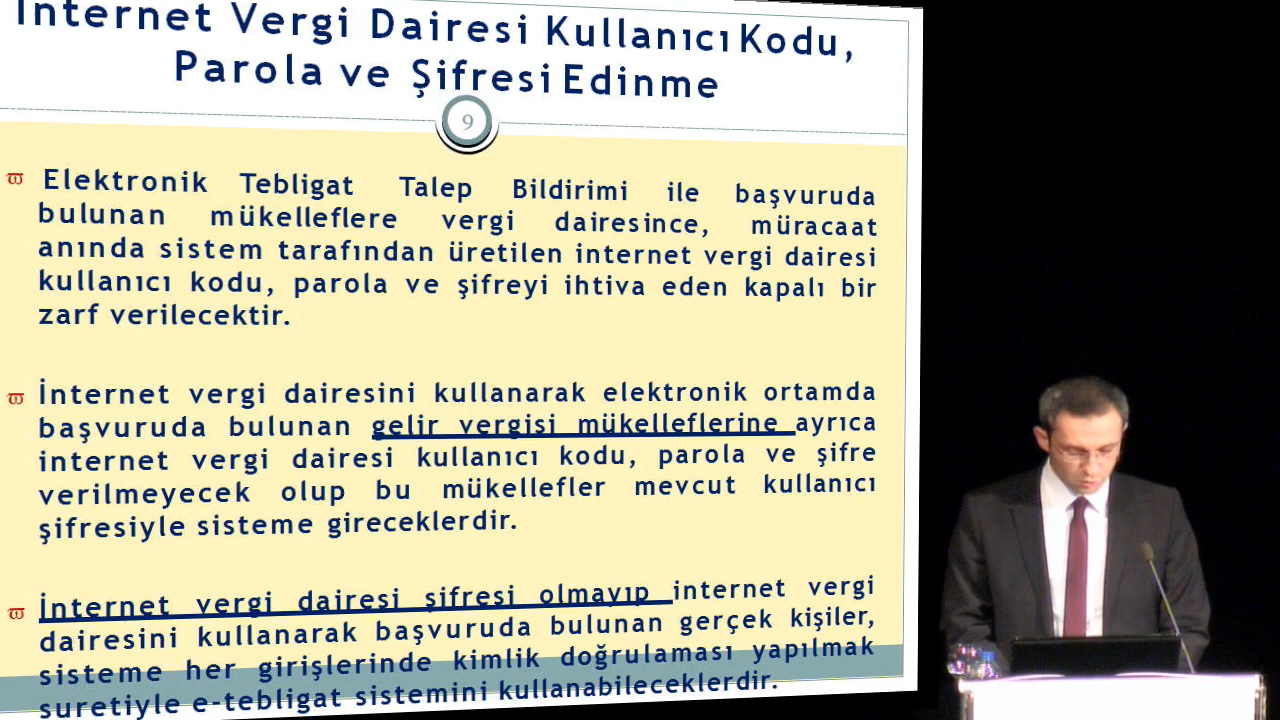 İnternet Vergi Dairesi Kullanıcı Kodu,
Parola ve Şifresi Edinme
9
Elektronik Tebligat Talep Bildirimi ile başvuruda
bulunan mükelleflere vergi dairesince, müracaat
anında sistem tarafından üretilen internet vergi dairesi
kullanıcı kodu, parola ve şifreyi ihtiva eden kapalı bir
zarf verilecektir.
İnternet vergi dairesini kullanarak elektronik ortamda
başvuruda bulunan gelir vergisi mükelleflerine ayrıca
internet vergi dairesi kullanıcı kodu, parola ve şifre
verilmeyecek olup bu mükellefler mevcut kullanıcı
şifresiyle sisteme gireceklerdir.
İnternet vergi dairesi şifresi olmayıp internet vergi
dairesini kullanarak başvuruda bulunan gerçek kişiler,
sisteme her girişlerinde kimlik doğrulaması yapılmak
suretiyle e-tebligat sistemini kullanabileceklerdir.